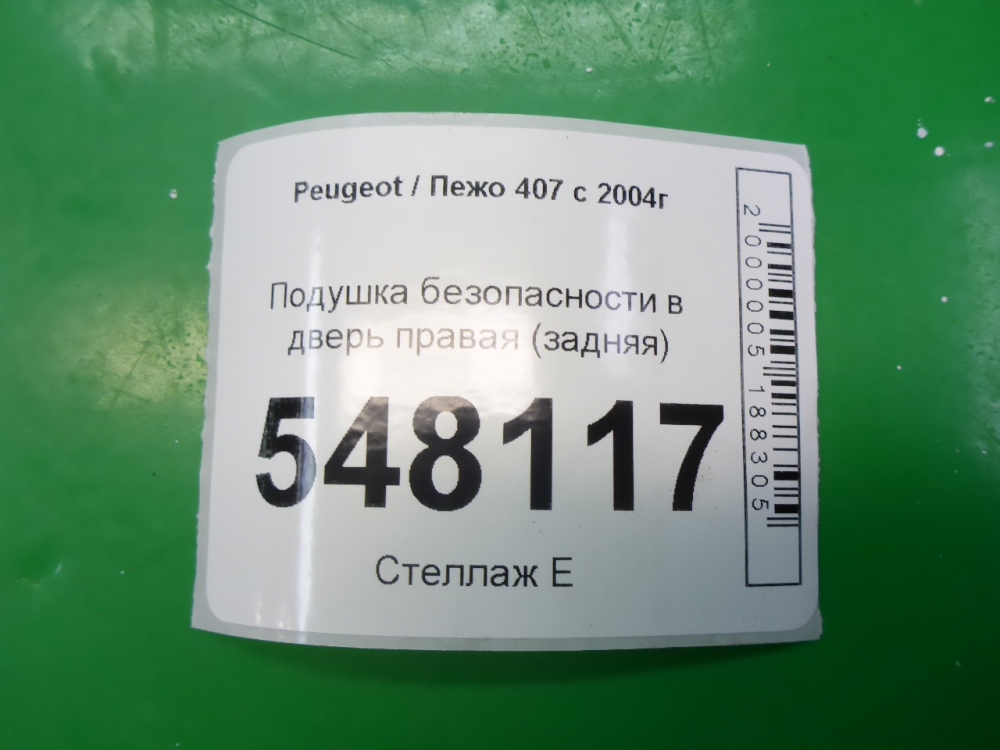 Peugeot / Пежо 407 с 2004г
Подушка безопасности в
дверь правая (задняя)
548117
Стеллаж Е
2000005188305